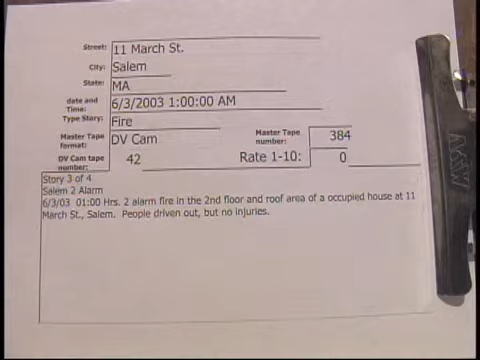 Street: 11 March St.
City: Salem
State: MA
date and Time: 6/3/2003 1:00:00 AM
Type Story: Fire
Master Tape format: DV Cam Master Tape number: 384
DV Cam tape number: 42 Rate 1-10: 0
Story 3 of 4
Salem 2 Alarm
6/3/03 01:00 Hrs. 2 alarm fire in the 2nd floor and roof area of a occupied house at 11
March St., Salem. People driven out, but no injuries.